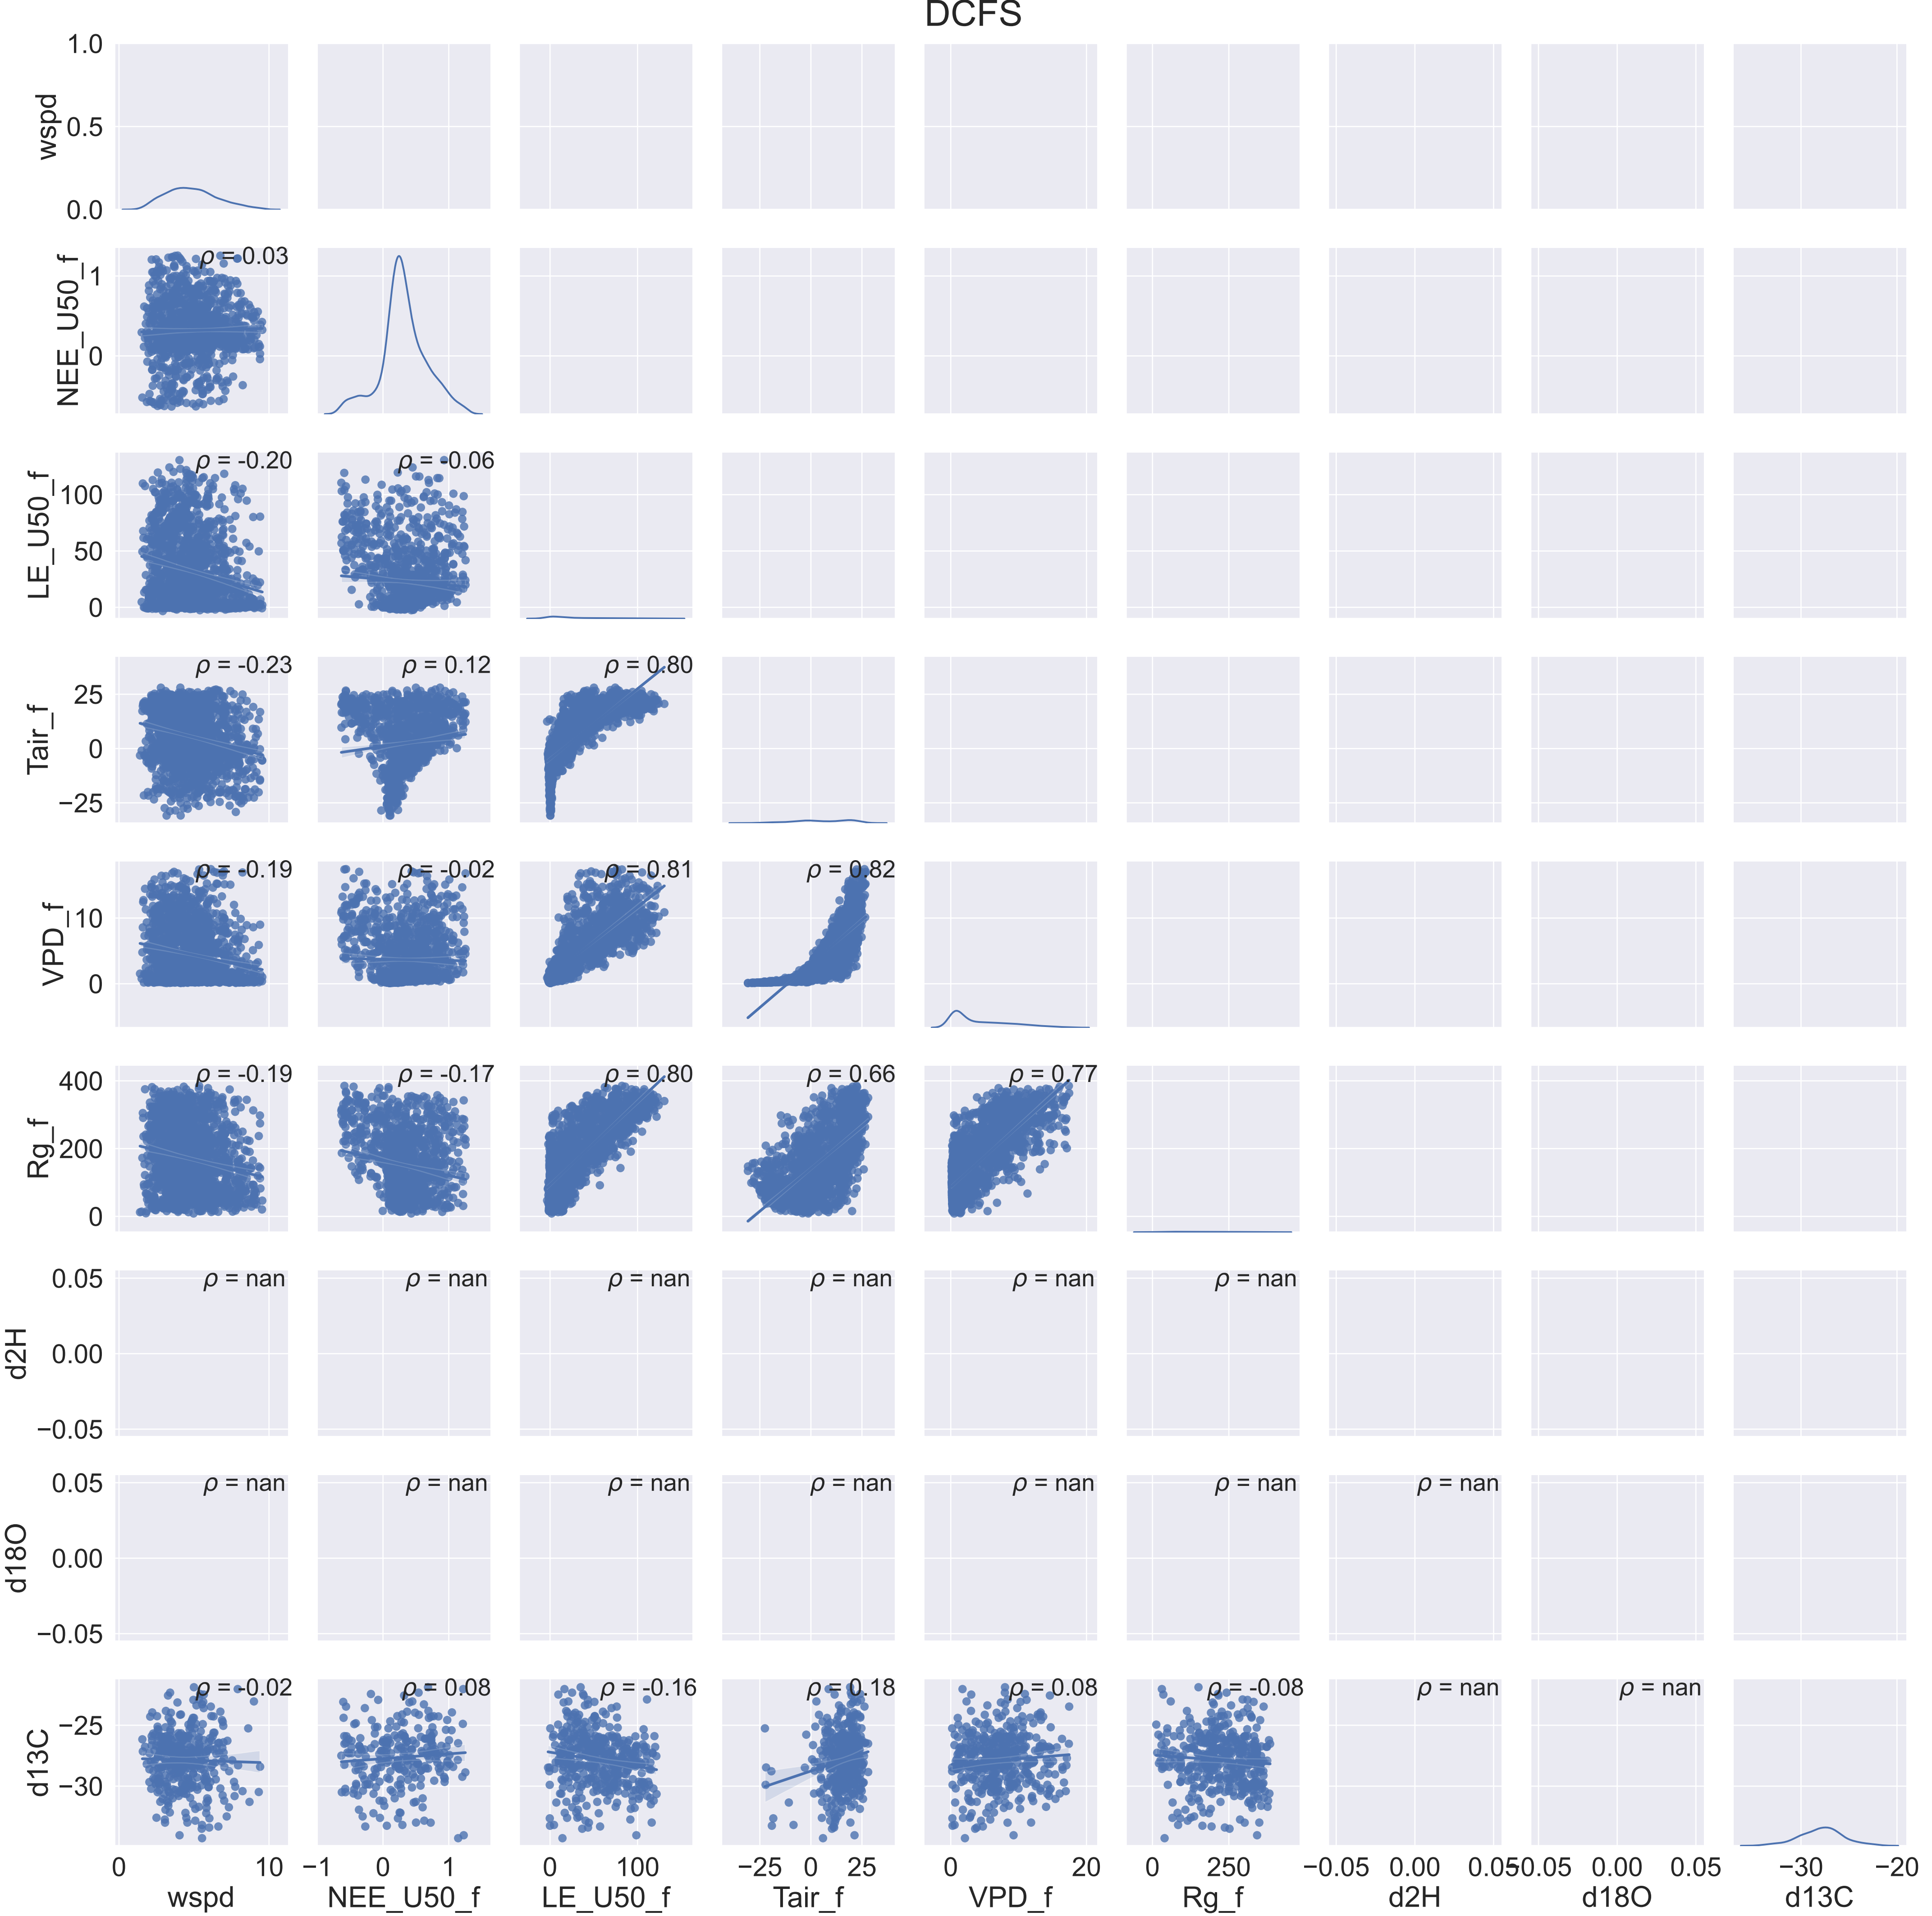 DCFS
wspd
1.0
0.5
0.0
NEE_U50_f
1
0
ρ = 0.03
LE_U50_f
100
50
0
ρ = -0.20
ρ = -0.06
Tair_f
25
0
−25
ρ = -0.23
ρ = 0.12
ρ = 0.80
VPD_f
10
0
ρ = -0.19
ρ = -0.02
ρ = 0.81
ρ = 0.82
Rg_f
400
200
0
ρ = -0.19
ρ = -0.17
ρ = 0.80
ρ = 0.66
ρ = 0.77
d2H
0.05
0.00
−0.05
ρ = nan
ρ = nan
ρ = nan
ρ = nan
ρ = nan
ρ = nan
d18O
0.05
0.00
−0.05
ρ = nan
ρ = nan
ρ = nan
ρ = nan
ρ = nan
ρ = nan
ρ = nan
d13C
−25
−30
ρ = -0.02
ρ = 0.08
ρ = -0.16
ρ = 0.18
ρ = 0.08
ρ = -0.08
ρ = nan
ρ = nan
0 10
−1 0 1
0 100
−25 0 25
0 20
0 250
−0.05 0.00 0.05
−0.05 0.00 0.05
−30 −20
wspd
NEE_U50_f
LE_U50_f
Tair_f
VPD_f
Rg_f
d2H
d18O
d13C